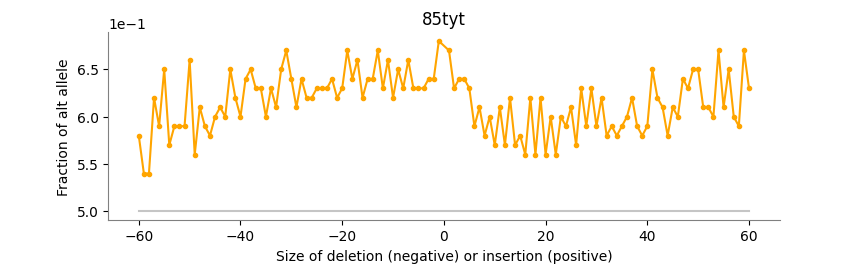 85tyt
1e−1
Fraction of alt allele
6.5
6.0
5.5
5.0
−60 −40 −20 0 20 40 60
Size of deletion (negative) or insertion (positive)